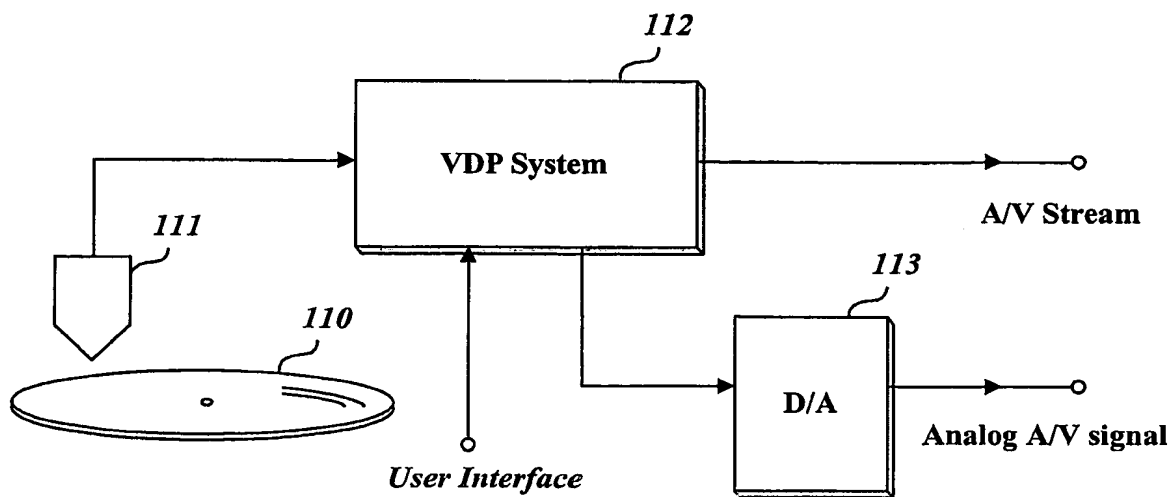 112
VDP System
A/V Stream
111
113
110
D/A
Analog A/V signal
User Interface